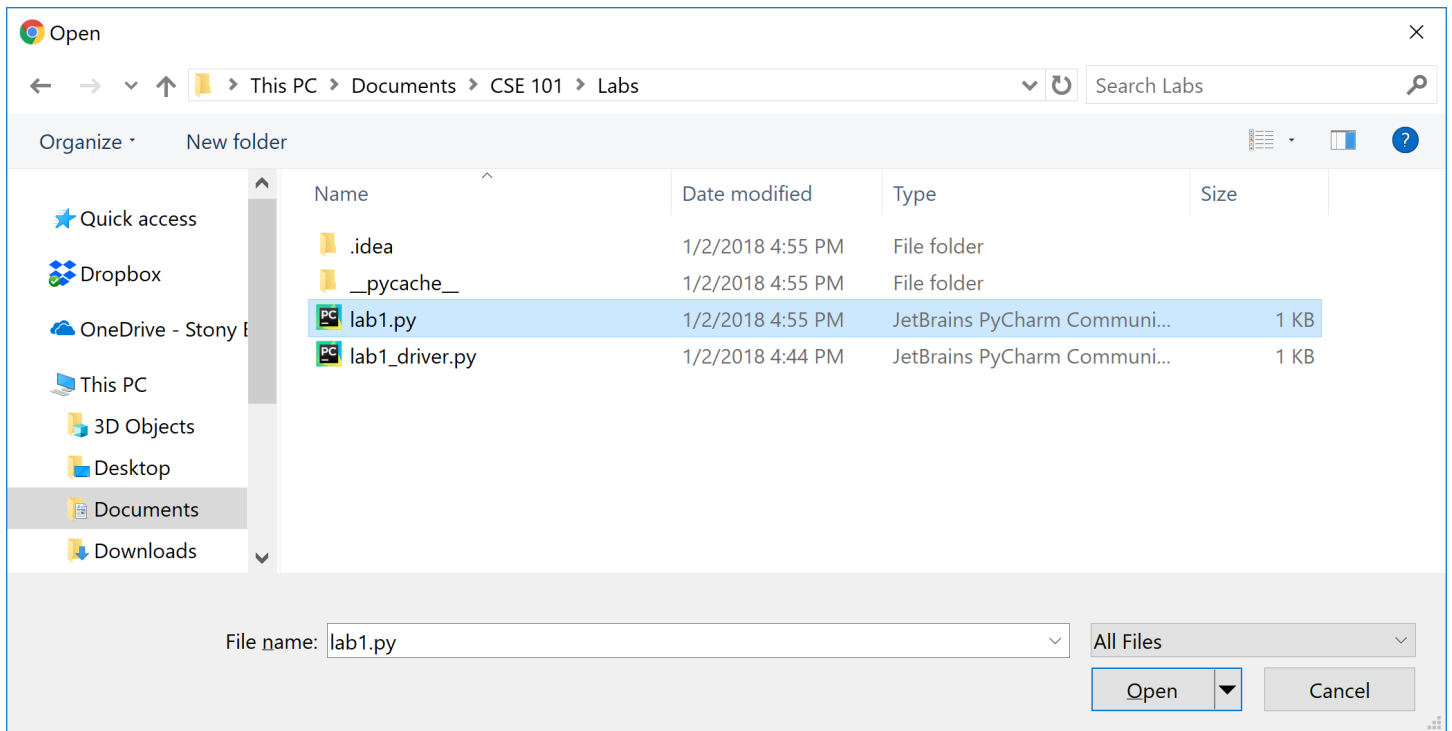 Open
This PC > Documents > CSE 101 > Labs
Search Labs
Organize
New folder
?
Name
Date modified
Type
Size
Quick access
Dropbox
OneDrive - Stony
This PC
3D Objects
Desktop
Documents
Downloads
.idea 1/2/2018 4:55 PM File folder
__pycache__ 1/2/2018 4:55 PM File folder
PC lab1.py 1/2/2018 4:55 PM JetBrains PyCharm Communi... 1 KB
PC lab1_driver.py 1/2/2018 4:44 PM JetBrains PyCharm Communi... 1 KB
File name: lab1.py
All Files
Open
Cancel